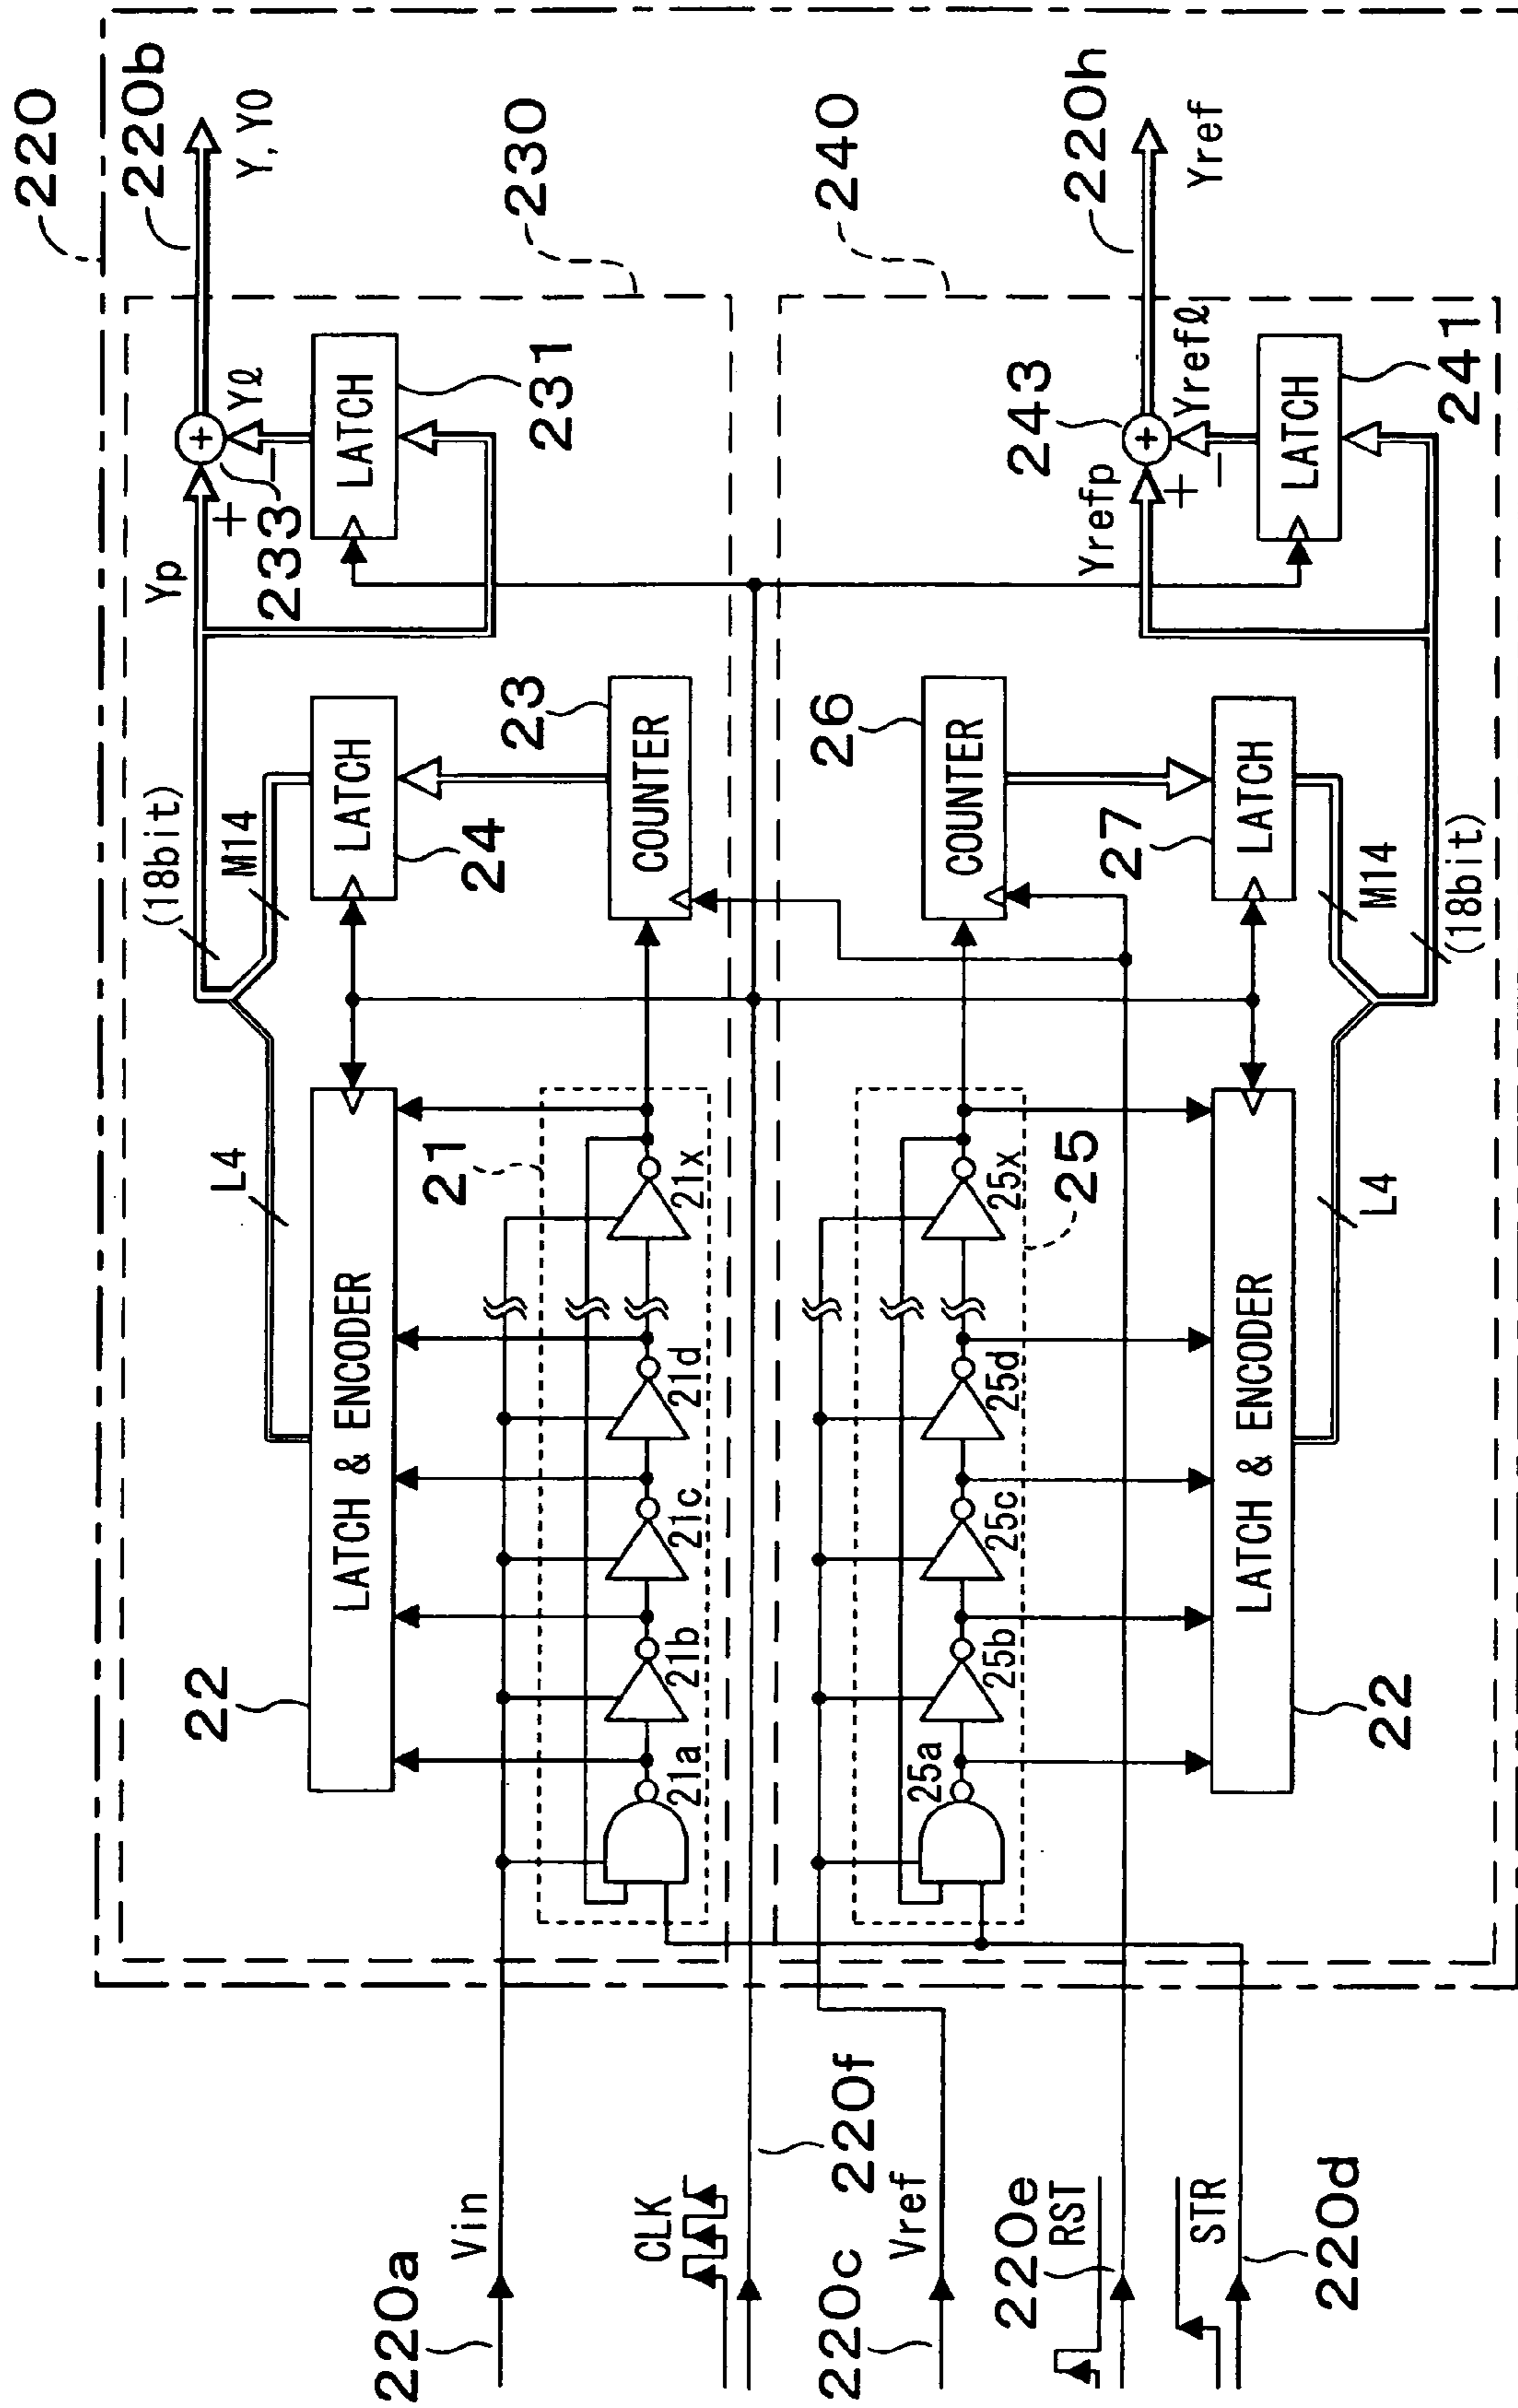 220
220b
Y, Y0
230
240
220h
Yref
Yp
+
233
−
Yℓ
+
LATCH
231
(18bit)
M14
LATCH
24
COUNTER
23
L4
LATCH & ENCODER
22
21
21a
21b
21c
21d
21x
Yrefp
243
+
+
−
Yrefℓ
LATCH
241
COUNTER
26
LATCH
27
M14
(18bit)
25
25a
25b
25c
25d
25x
LATCH & ENCODER
22
L4
220a
Vin
CLK
220f
220c
Vref
220e
RST
STR
220d